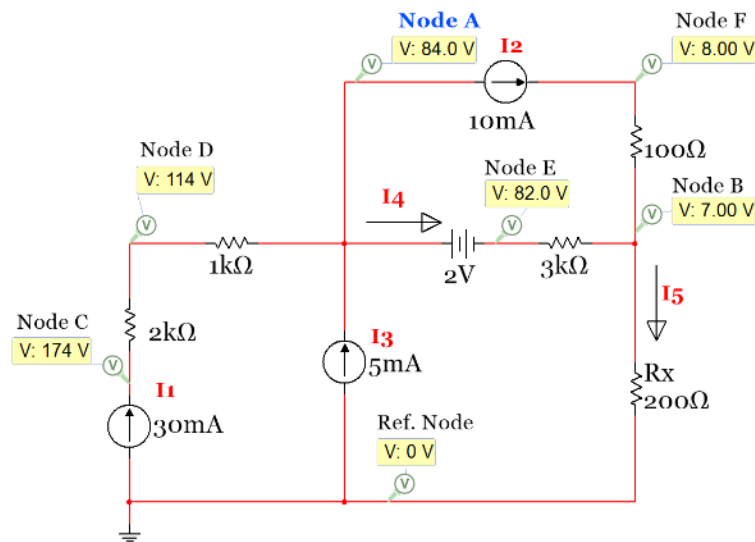 Node A
V: 84.0 V
I2
10mA
Node F
V: 8.00 V
100Ω
Node D
V: 114 V
Node E
V: 82.0 V
Node B
V: 7.00 V
I4
1kΩ
2V
3kΩ
I5
Node C
V: 174 V
2kΩ
I3
5mA
Rx
200Ω
I1
30mA
Ref. Node
V: 0 V
V
V
V
V
V
V
V